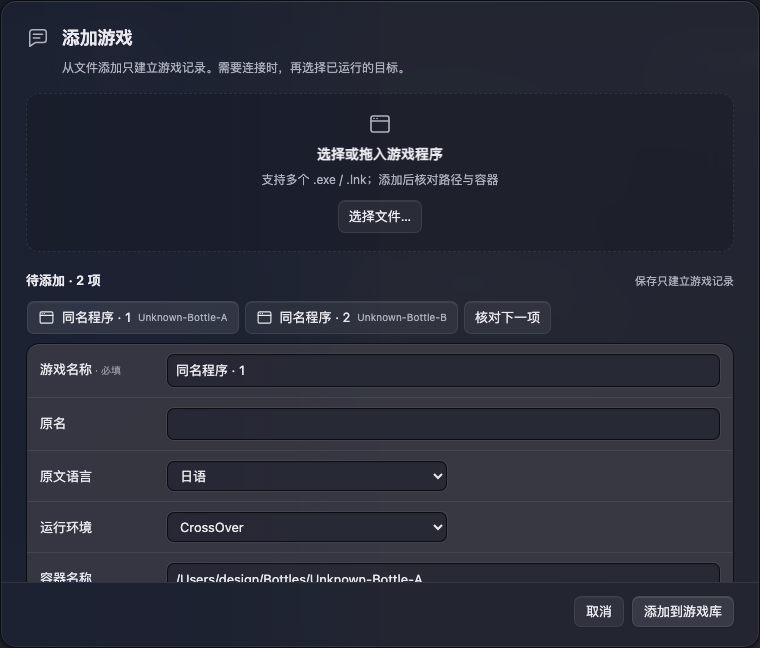 添加游戏
从文件添加只建立游戏记录。需要连接时，再选择已运行的目标。
选择或拖入游戏程序
支持多个 .exe / .lnk；添加后核对路径与容器
选择文件...
待添加 · 2 项
保存只建立游戏记录
同名程序 · 1 Unknown-Bottle-A
同名程序 · 2 Unknown-Bottle-B
核对下一项
游戏名称 · 必填
同名程序 · 1
原名
原文语言
日语
运行环境
CrossOver
容器名称
/Users/design/Bottles/Unknown-Bottle-A
取消
添加到游戏库